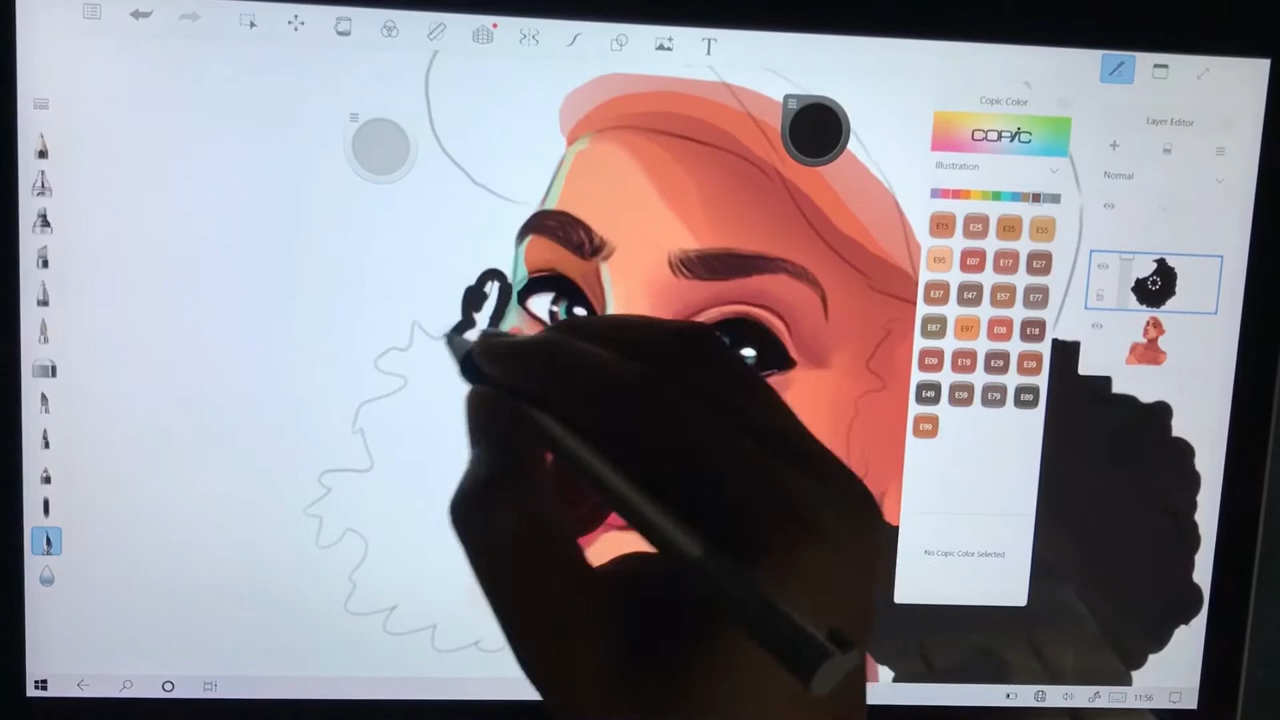 T
Copic Color
COPIC
Illustration
E15 E25 E35 E55
E95 E07 E17 E27
E37 E47 E57 E77
E87 E97 E08 E18
E09 E19 E29 E39
E49 E59 E79 E89
E99
No Copic Color Selected
Layer Editor
Normal
11:56